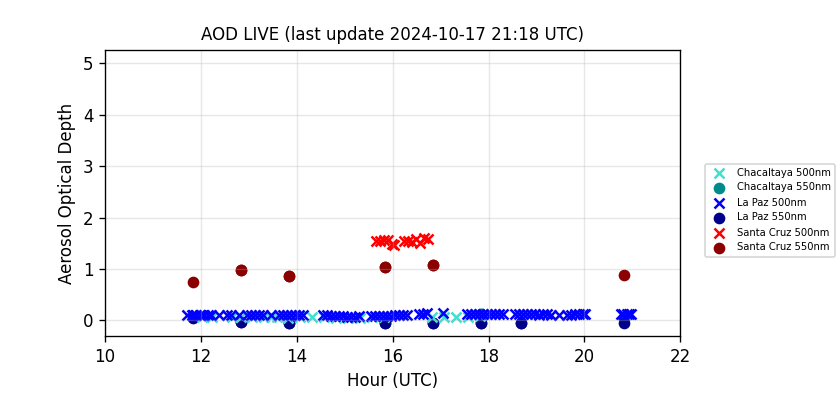 AOD LIVE (last update 2024-10-17 21:18 UTC)
Aerosol Optical Depth
5
4
3
2
1
0
10 12 14 16 18 20 22
Hour (UTC)
Chacaltaya 500nm
Chacaltaya 550nm
La Paz 500nm
La Paz 550nm
Santa Cruz 500nm
Santa Cruz 550nm